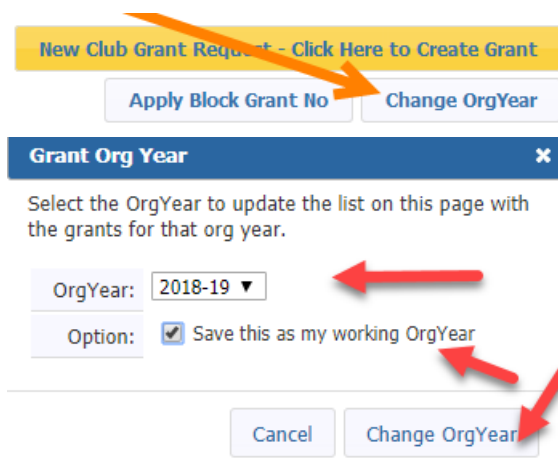 New Club Grant Request - Click Here to Create Grant
Apply Block Grant No
Change OrgYear
Grant Org Year
Select the OrgYear to update the list on this page with
the grants for that org year.
OrgYear: 2018-19
Option: Save this as my working OrgYear
Cancel
Change OrgYear